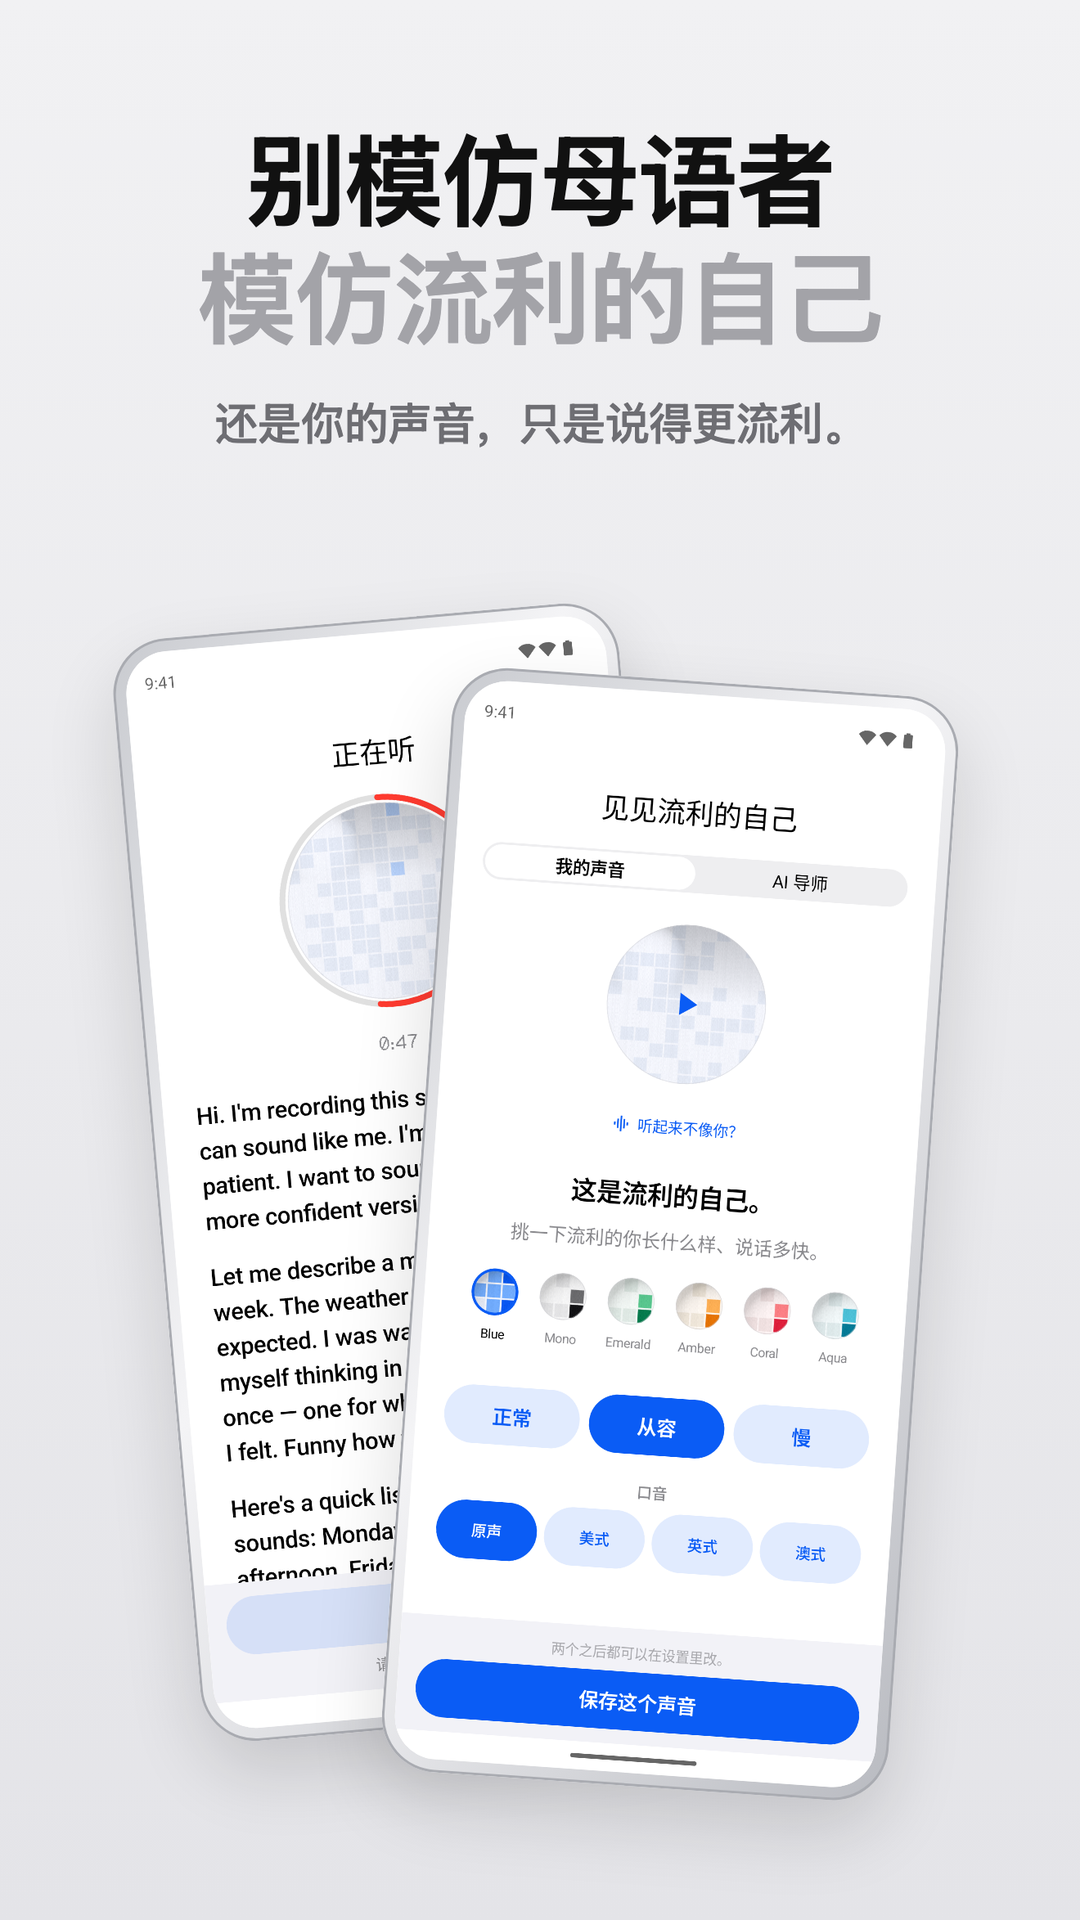 别模仿母语者
模仿流利的自己
还是你的声音，只是说得更流利。
9:41
正在听
0:47
Hi. I'm recording this s
can sound like me. I'm
patient. I want to sou
more confident versi
Let me describe a m
week. The weather
expected. I was wa
myself thinking in
once — one for wh
I felt. Funny how
Here's a quick lis
sounds: Monday
afternoon, Frida
请
9:41
见见流利的自己
我的声音
AI 导师
听起来不像你？
这是流利的自己。
挑一下流利的你长什么样、说话多快。
Blue
Mono
Emerald
Amber
Coral
Aqua
正常
从容
慢
口音
原声
美式
英式
澳式
两个之后都可以在设置里改。
保存这个声音